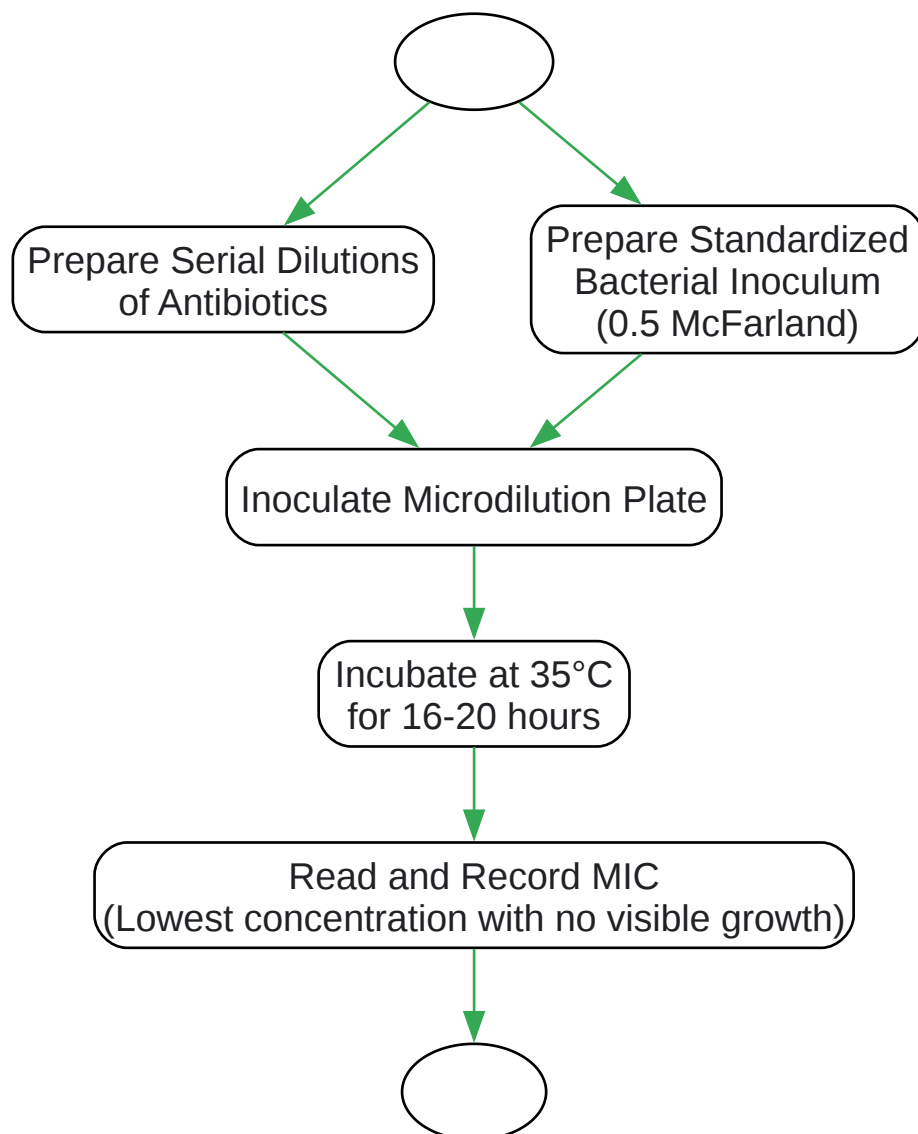 Prepare Serial Dilutions
of Antibiotics
Prepare Standardized
Bacterial Inoculum
(0.5 McFarland)
Inoculate Microdilution Plate
Incubate at 35°C
for 16-20 hours
Read and Record MIC
(Lowest concentration with no visible growth)